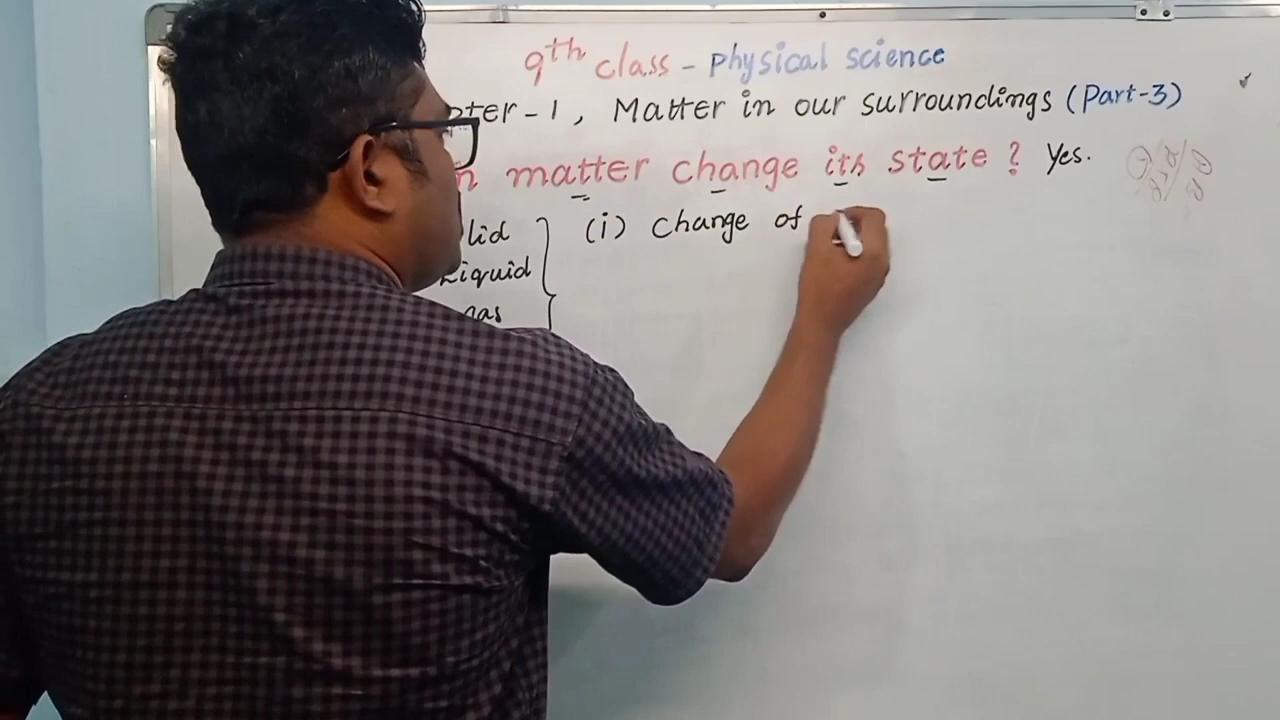 9th class - Physical science
pter - 1, Matter in our surroundings (Part-3)
n matter change its state? Yes.
lid
Liquid
gas
(i) Change of